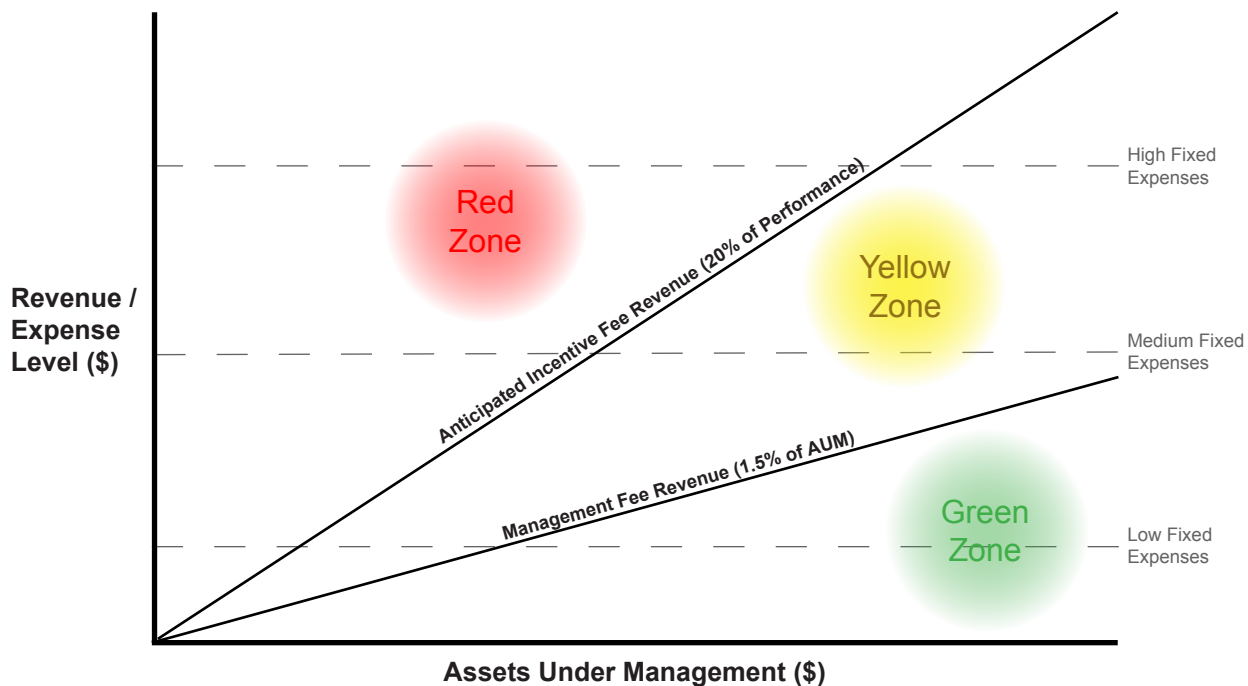 High Fixed
Expenses
Red
Zone
Anticipated Incentive Fee Revenue (20% of Performance)
Yellow
Zone
Revenue /
Expense
Level ($)
Medium Fixed
Expenses
Management Fee Revenue (1.5% of AUM)
Green
Zone
Low Fixed
Expenses
Assets Under Management ($)